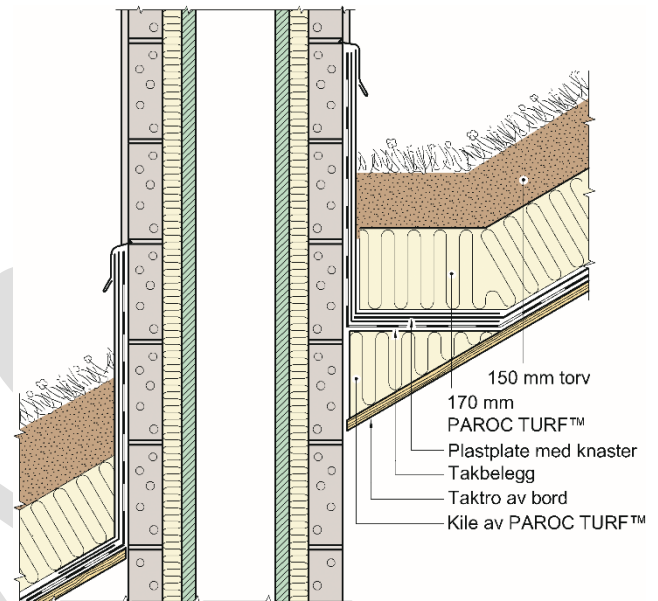 150 mm torv
170 mm
PAROC TURF™
Plastplate med knaster
Takbelegg
Taktro av bord
Kile av PAROC TURF™